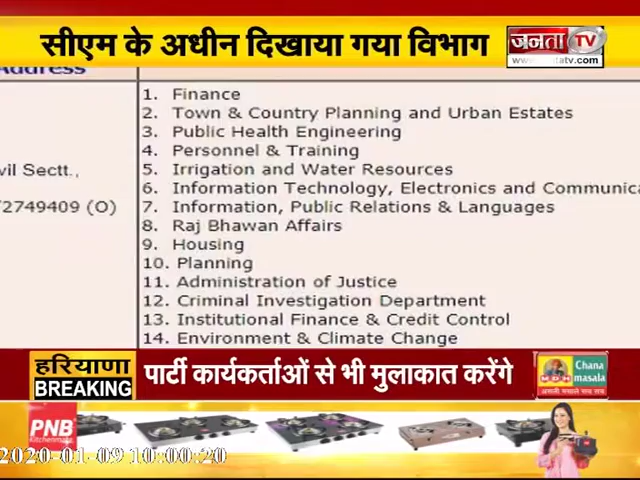 सीएम के अधीन दिखाया गया विभाग
जनता TV
Address
1. Finance
2. Town & Country Planning and Urban Estates
3. Public Health Engineering
4. Personnel & Training
vil Sectt.,
5. Irrigation and Water Resources
6. Information Technology, Electronics and Communica
2749409 (O)
7. Information, Public Relations & Languages
8. Raj Bhawan Affairs
9. Housing
10. Planning
11. Administration of Justice
12. Criminal Investigation Department
13. Institutional Finance & Credit Control
14. Environment & Climate Change
हरियाणा
BREAKING
पार्टी कार्यकर्ताओं से भी मुलाकात करेंगे
MDH
Chana
masala
PNB
Kitchenmate
2020-01-09 10:00:20